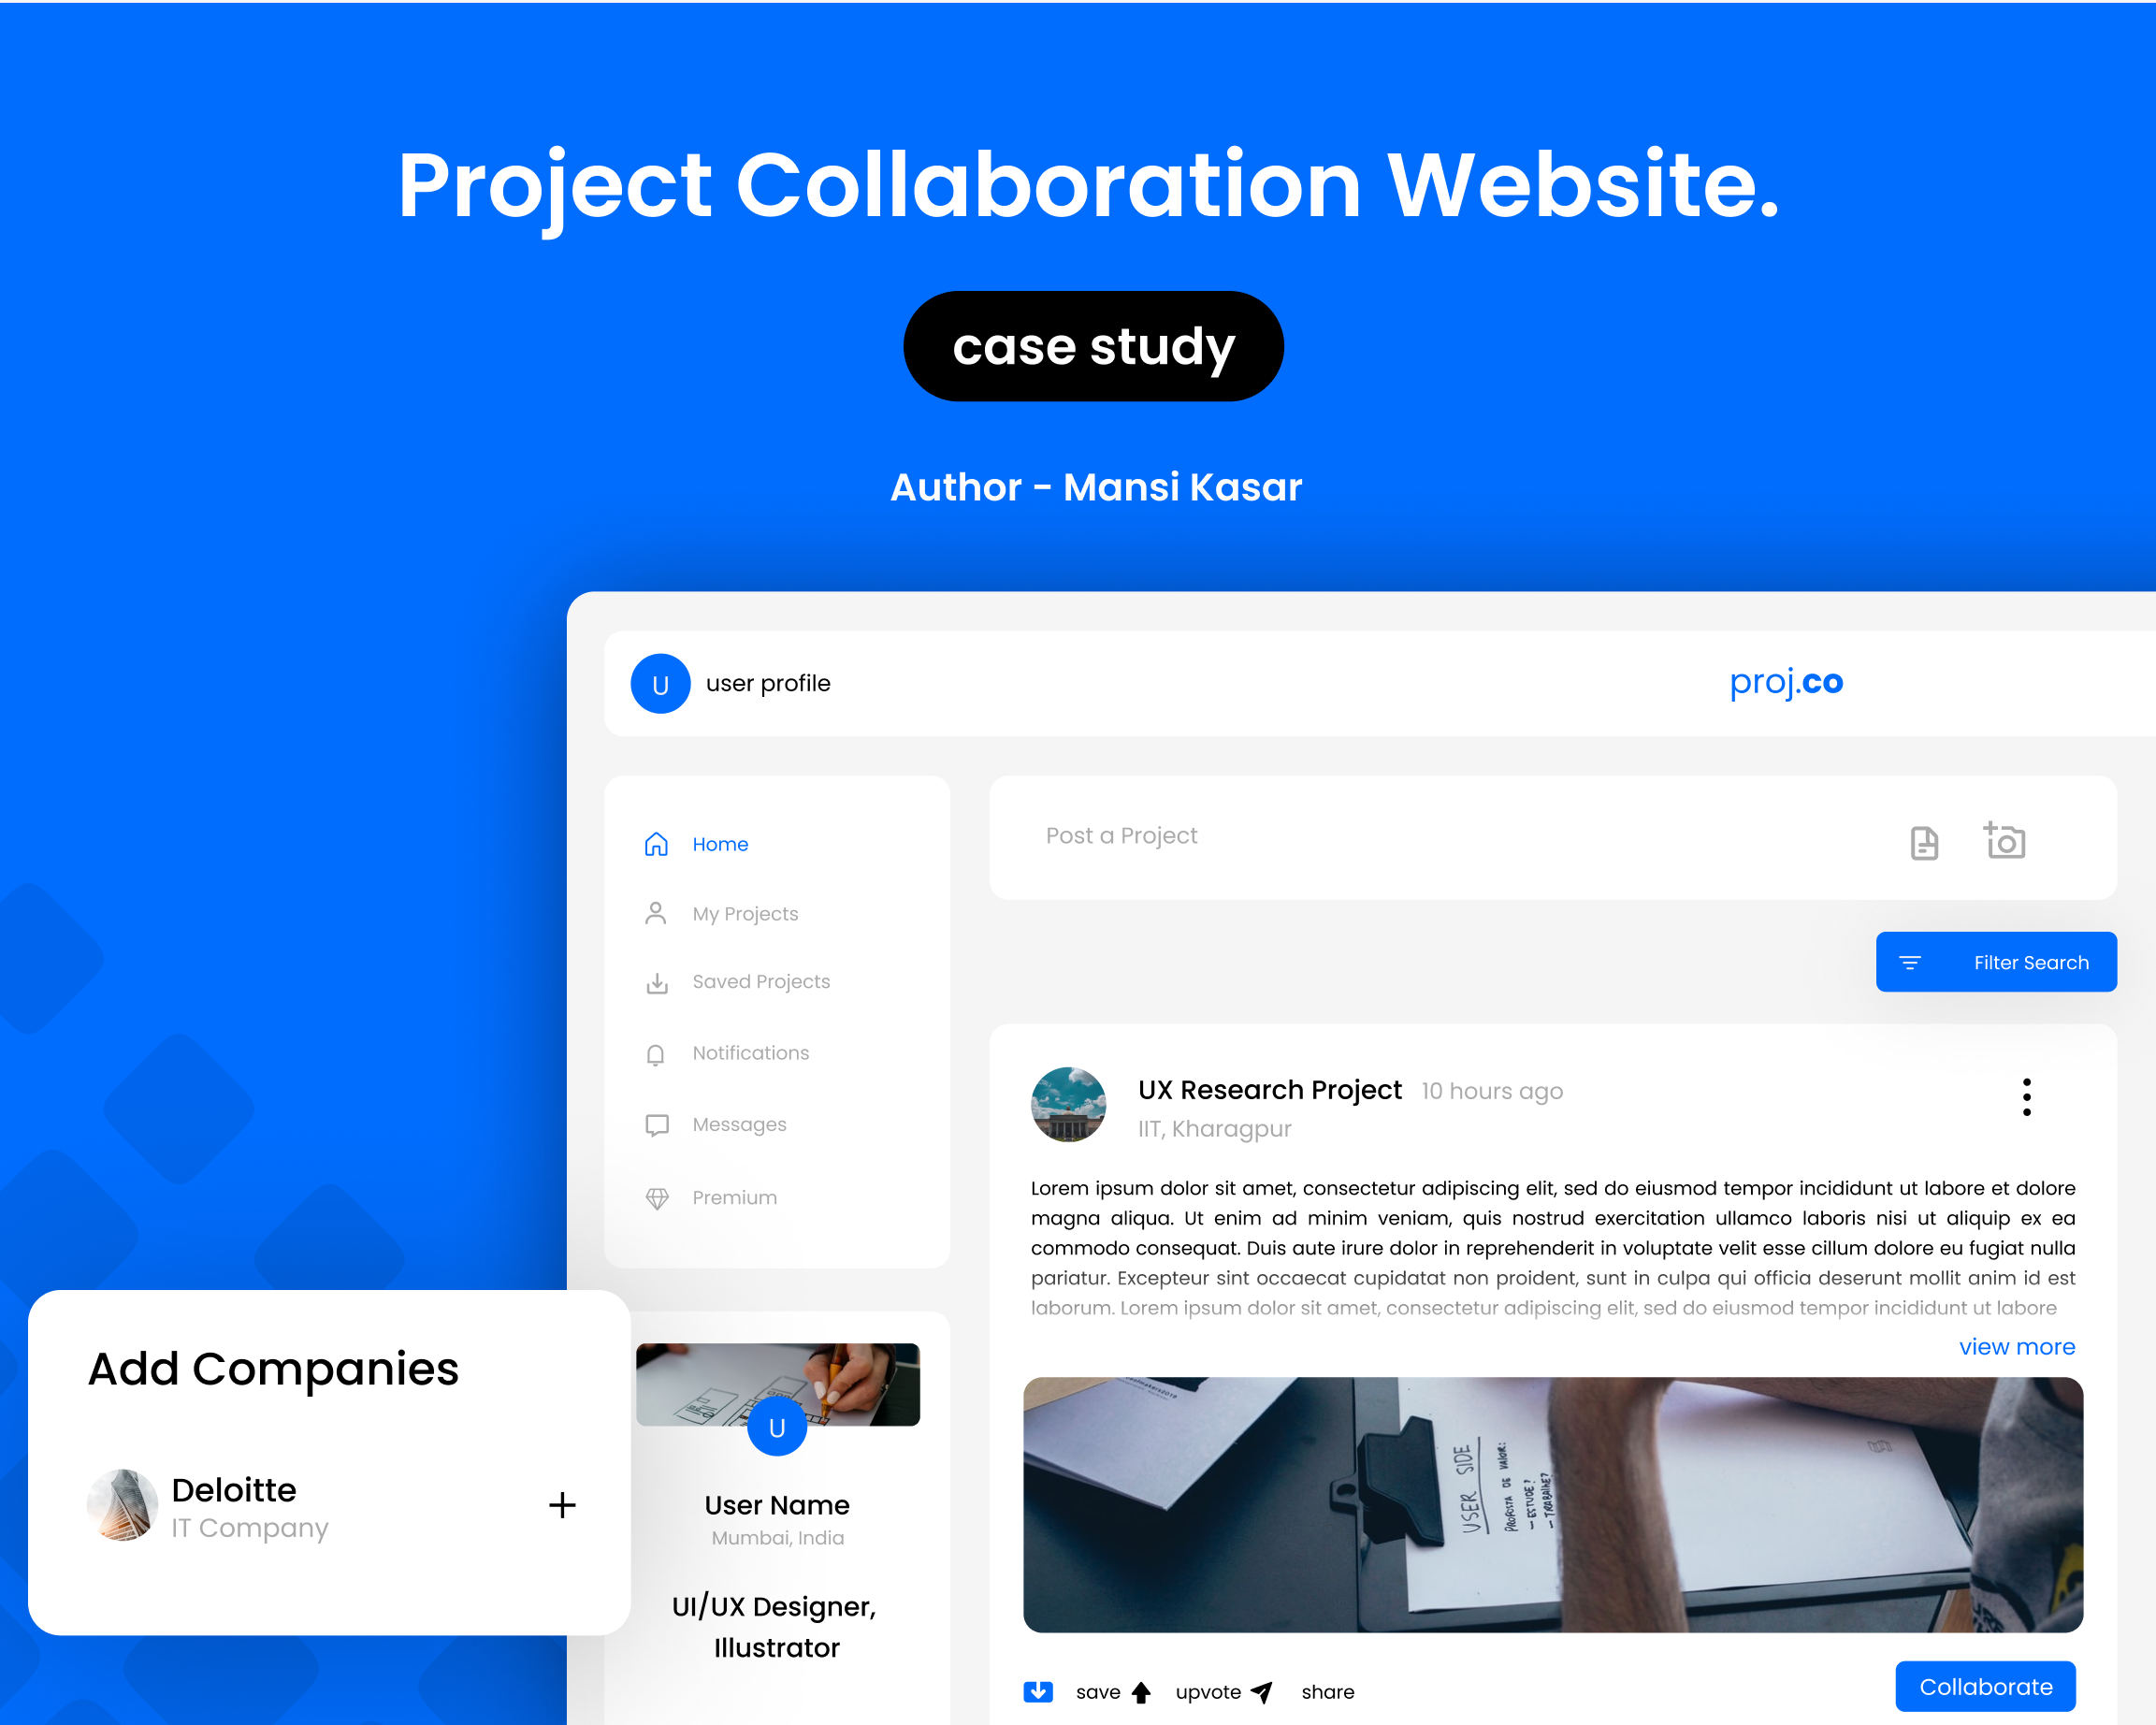 Project Collaboration Website.
case study
Author - Mansi Kasar
U
user profile
proj.co
Home
My Projects
Saved Projects
Notifications
Messages
Premium
Post a Project
Filter Search
UX Research Project 10 hours ago
IIT, Kharagpur
Lorem ipsum dolor sit amet, consectetur adipiscing elit, sed do eiusmod tempor incididunt ut labore et dolore
magna aliqua. Ut enim ad minim veniam, quis nostrud exercitation ullamco laboris nisi ut aliquip ex ea
commodo consequat. Duis aute irure dolor in reprehenderit in voluptate velit esse cillum dolore eu fugiat nulla
pariatur. Excepteur sint occaecat cupidatat non proident, sunt in culpa qui officia deserunt mollit anim id est
laborum. Lorem ipsum dolor sit amet, consectetur adipiscing elit, sed do eiusmod tempor incididunt ut labore
view more
USER SIDE
PROPOSTA DE VALOR:
- ESTUDE?
- TRABALHE?
save
upvote
share
Collaborate
Add Companies
Deloitte
IT Company
+
U
User Name
Mumbai, India
UI/UX Designer,
Illustrator